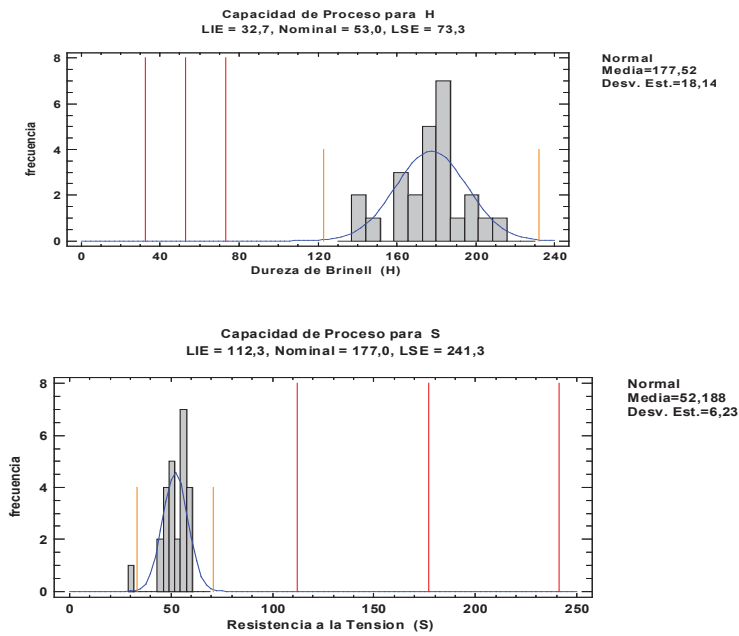 Capacidad de Proceso para H
LIE = 32,7, Nominal = 53,0, LSE = 73,3
Normal
Media=177,52
Desv. Est.=18,14
frecuencia
8
6
4
2
0
0 40 80 120 160 200 240
Dureza de Brinell (H)
Capacidad de Proceso para S
LIE = 112,3, Nominal = 177,0, LSE = 241,3
Normal
Media=52,188
Desv. Est.=6,23
frecuencia
8
6
4
2
0
0 50 100 150 200 250
Resistencia a la Tension (S)